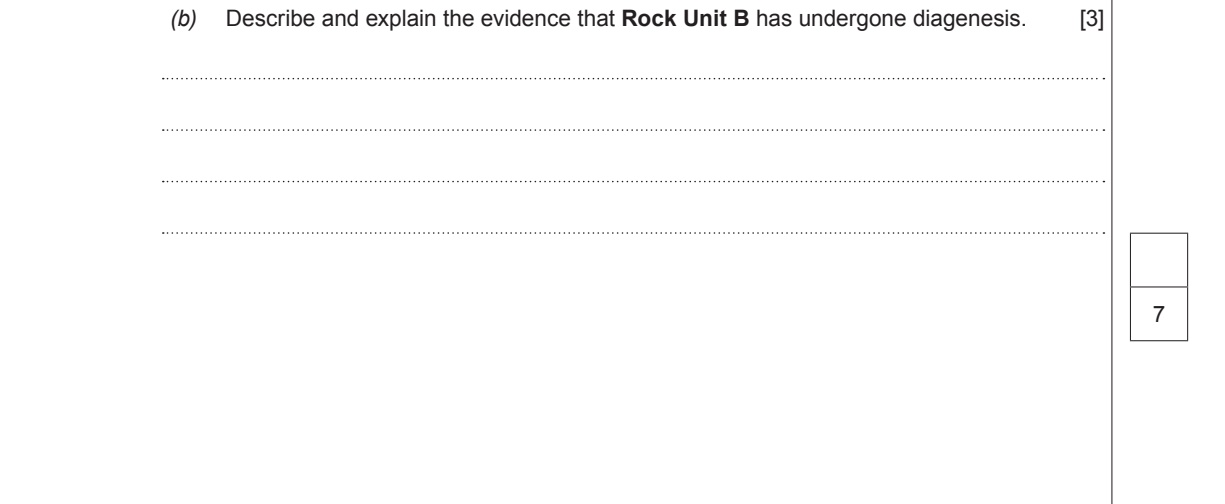 (b) Describe and explain the evidence that Rock Unit B has undergone diagenesis. [3]
7